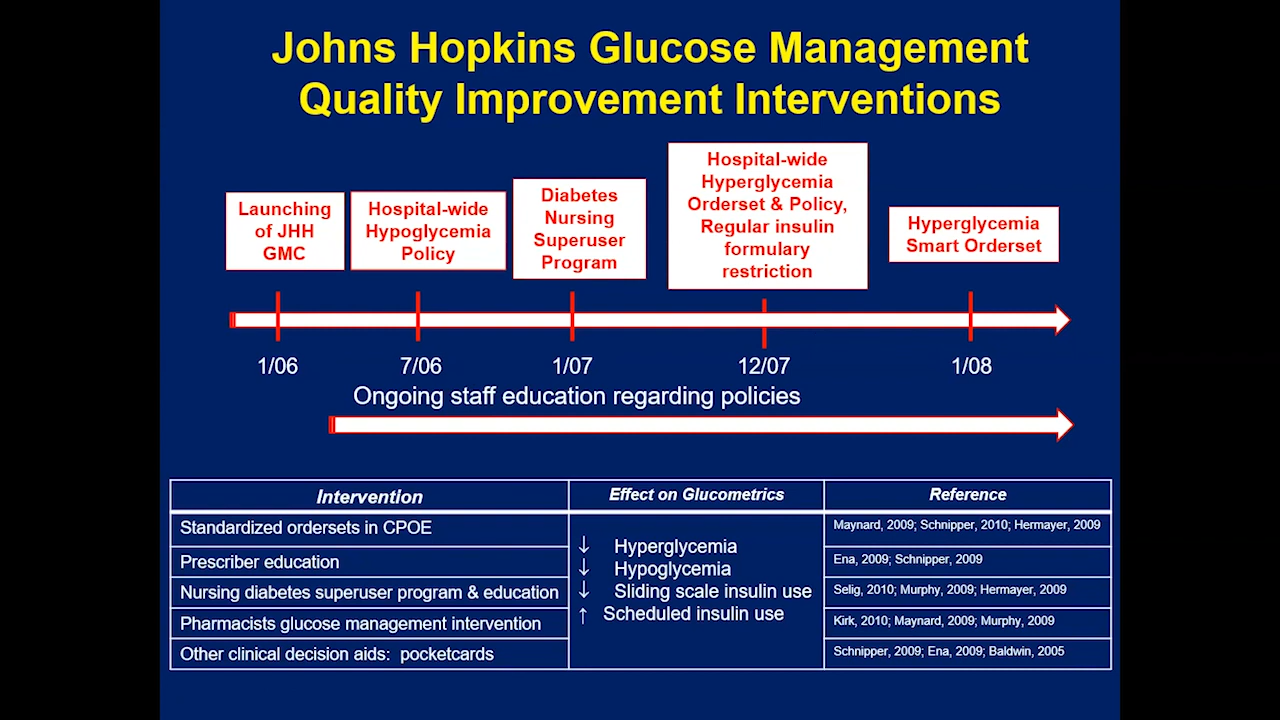 Johns Hopkins Glucose Management
Quality Improvement Interventions
Launching
of JHH
GMC
Hospital-wide
Hypoglycemia
Policy
Diabetes
Nursing
Superuser
Program
Hospital-wide
Hyperglycemia
Orderset & Policy,
Regular insulin
formulary
restriction
Hyperglycemia
Smart Orderset
1/06
7/06
1/07
12/07
1/08
Ongoing staff education regarding policies
Intervention
Effect on Glucometrics
Reference
Standardized ordersets in CPOE
Maynard, 2009; Schnipper, 2010; Hermayer, 2009
Prescriber education
Ena, 2009; Schnipper, 2009
Nursing diabetes superuser program & education
Selig, 2010; Murphy, 2009; Hermayer, 2009
Pharmacists glucose management intervention
Kirk, 2010; Maynard, 2009; Murphy, 2009
Other clinical decision aids: pocketcards
Schnipper, 2009; Ena, 2009; Baldwin, 2005
↓ Hyperglycemia
↓ Hypoglycemia
↓ Sliding scale insulin use
↑ Scheduled insulin use